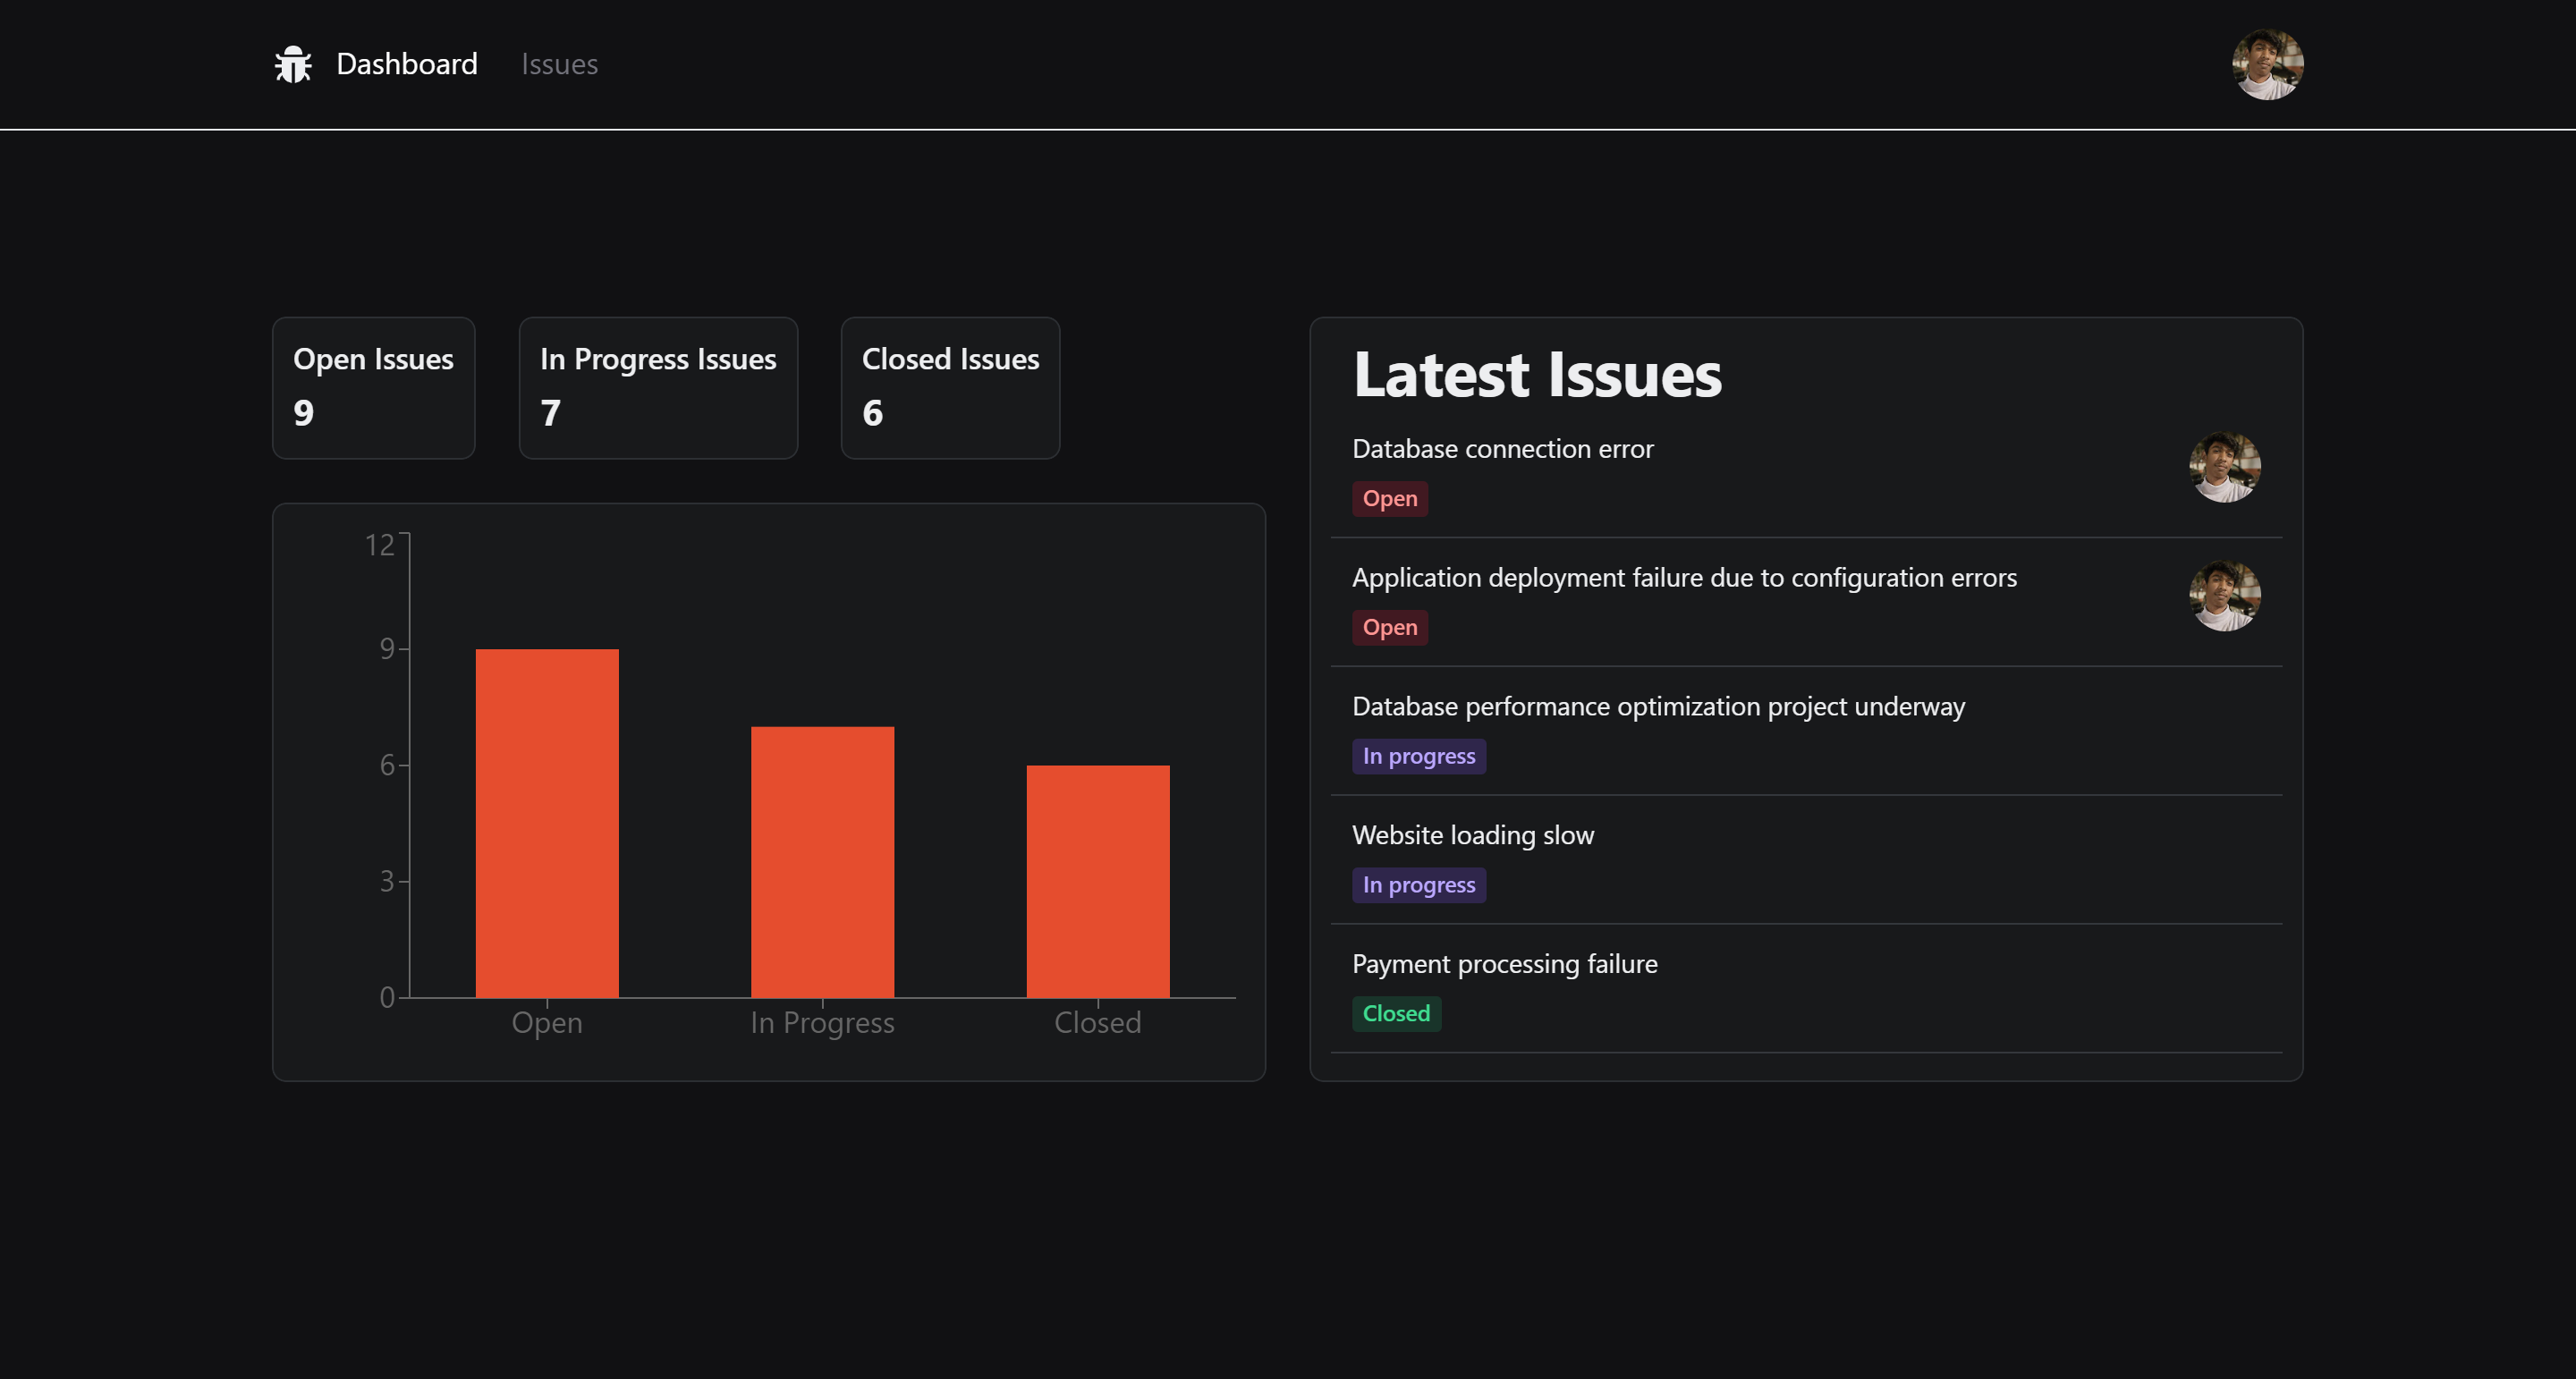 Dashboard Issues
Open Issues
9
In Progress Issues
7
Closed Issues
6
12
9
6
3
0
Open In Progress Closed
Latest Issues
Database connection error
Open
Application deployment failure due to configuration errors
Open
Database performance optimization project underway
In progress
Website loading slow
In progress
Payment processing failure
Closed